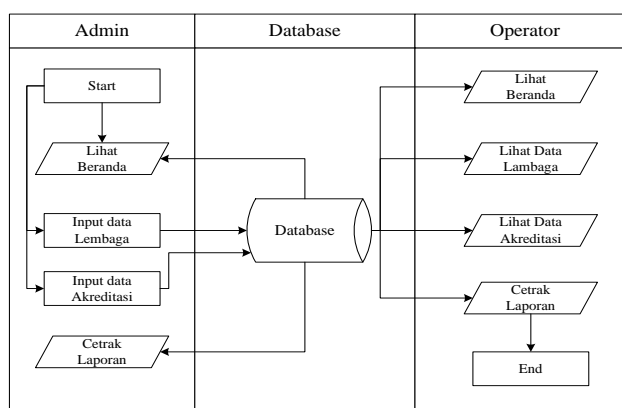 Admin
Database
Operator
Start
Lihat
Beranda
Input data
Lembaga
Input data
Akreditasi
Cetrak
Laporan
Database
Lihat
Beranda
Lihat Data
Lambaga
Lihat Data
Akreditasi
Cetrak
Laporan
End